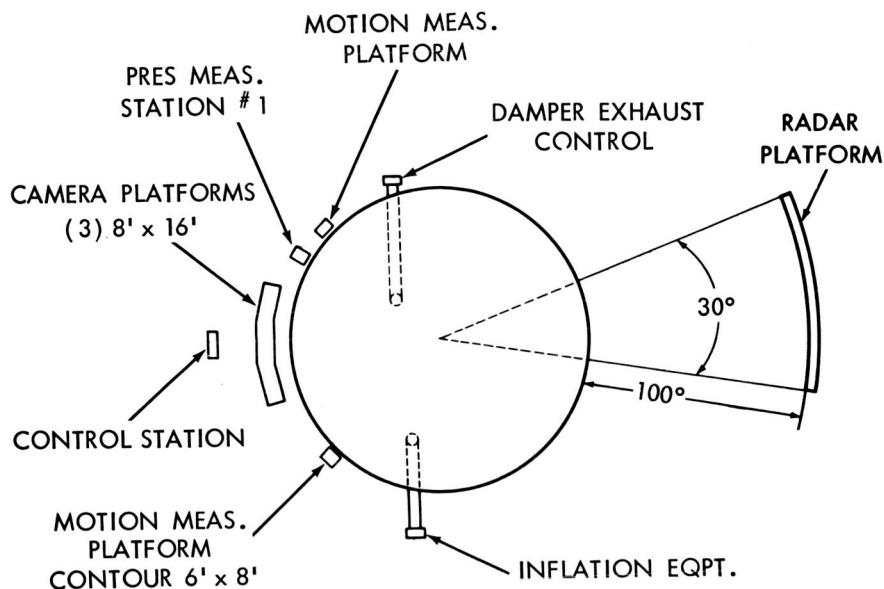 MOTION MEAS.
PLATFORM
PRES MEAS.
STATION #1
DAMPER EXHAUST
CONTROL
RADAR
PLATFORM
CAMERA PLATFORMS
(3) 8' x 16'
30°
100°
CONTROL STATION
MOTION MEAS.
PLATFORM
CONTOUR 6' x 8'
INFLATION EQPT.